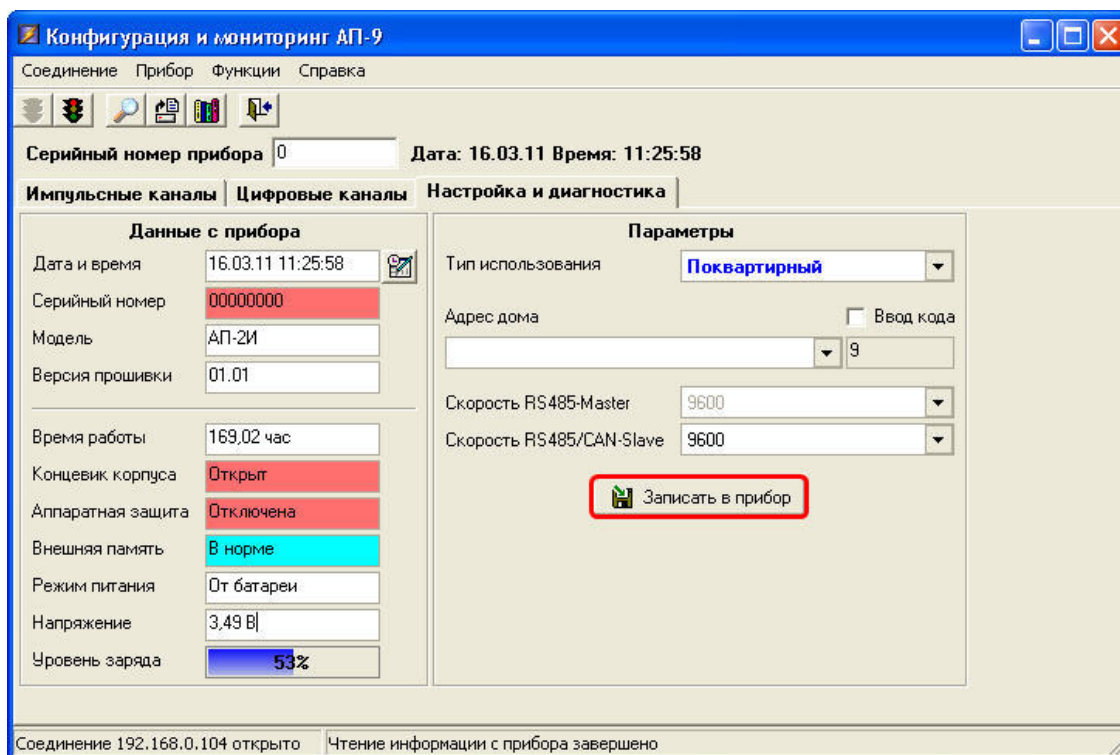 Конфигурация и мониторинг АП-9
Соединение Прибор Функции Справка
Серийный номер прибора 0 Дата: 16.03.11 Время: 11:25:58
Импульсные каналы Цифровые каналы Настройка и диагностика
Данные с прибора
Дата и время 16.03.11 11:25:58
Серийный номер 00000000
Модель АП-2И
Версия прошивки 01.01
Время работы 169,02 час
Концевик корпуса Открыт
Аппаратная защита Отключена
Внешняя память В норме
Режим питания От батареи
Напряжение 3,49 В
Уровень заряда 53%
Параметры
Тип использования Поквартирный
Адрес дома Ввод кода
9
Скорость RS485-Master 9600
Скорость RS485/CAN-Slave 9600
Записать в прибор
Соединение 192.168.0.104 открыто Чтение информации с прибора завершено